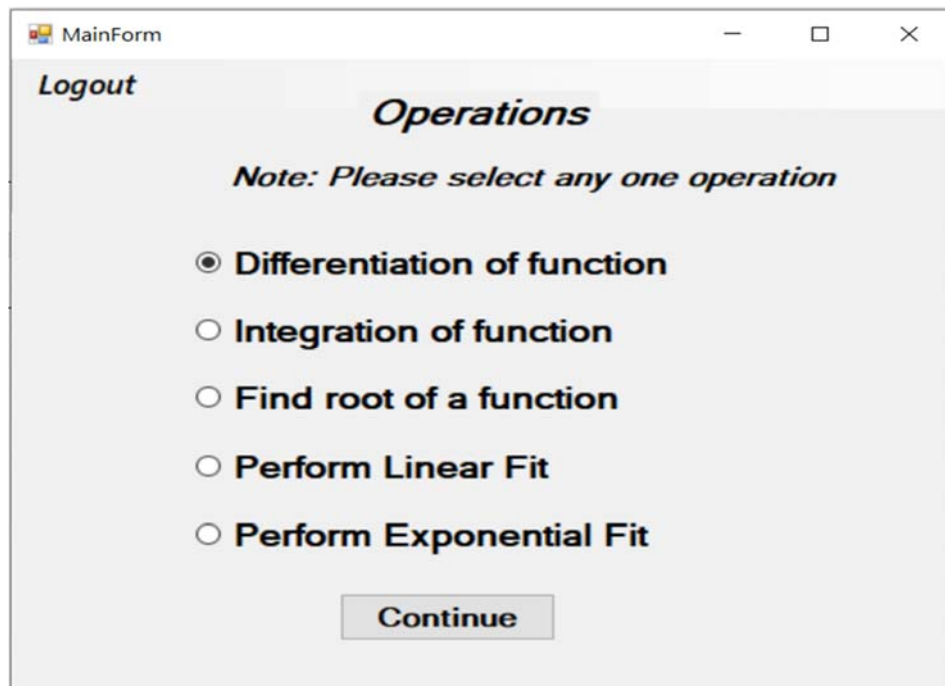 MainForm
Logout
Operations
Note: Please select any one operation
Differentiation of function
Integration of function
Find root of a function
Perform Linear Fit
Perform Exponential Fit
Continue